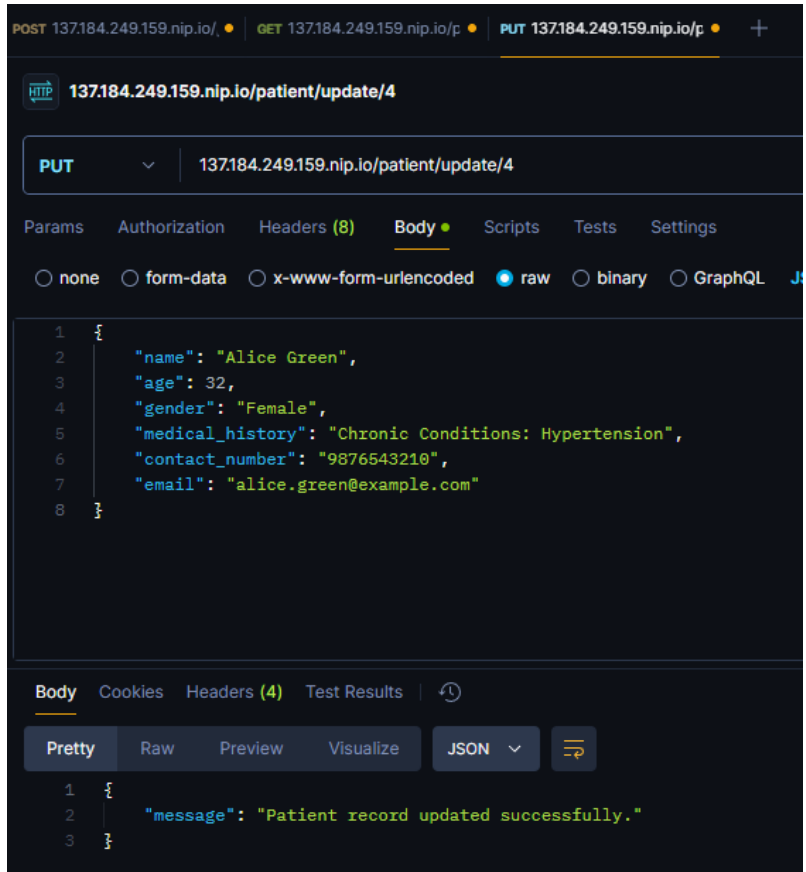 POST 137.184.249.159.nip.io/, GET 137.184.249.159.nip.io/p PUT 137.184.249.159.nip.io/p
HTTP 137.184.249.159.nip.io/patient/update/4
PUT 137.184.249.159.nip.io/patient/update/4
Params Authorization Headers (8) Body Scripts Tests Settings
none form-data x-www-form-urlencoded raw binary GraphQL JS
1 {
2 "name": "Alice Green",
3 "age": 32,
4 "gender": "Female",
5 "medical_history": "Chronic Conditions: Hypertension",
6 "contact_number": "9876543210",
7 "email": "alice.green@example.com"
8 }
Body Cookies Headers (4) Test Results
Pretty Raw Preview Visualize JSON
1 {
2 "message": "Patient record updated successfully."
3 }